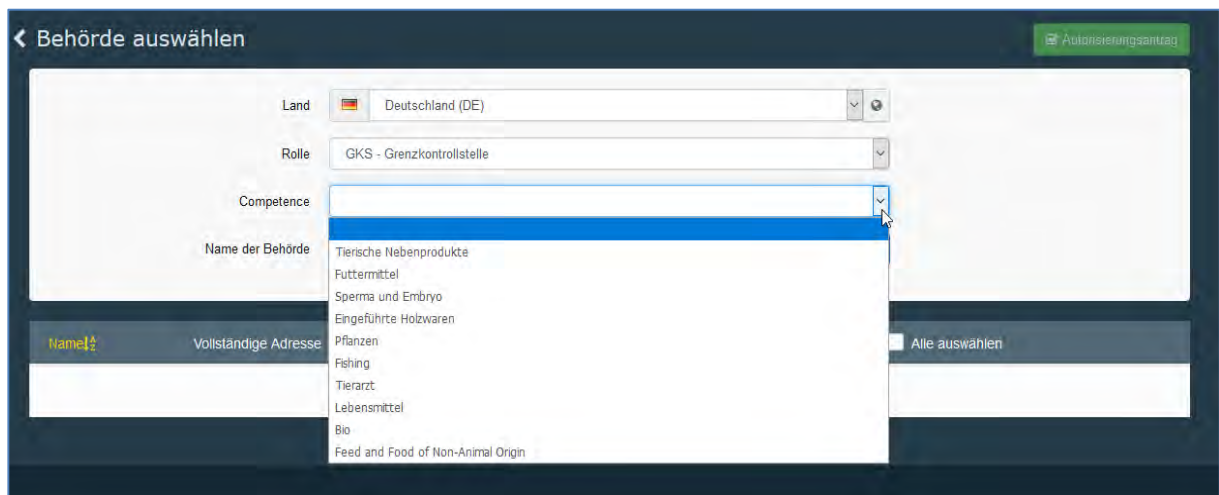 Behörde auswählen
Autorisierungsantrag
Land
Deutschland (DE)
Rolle
GKS - Grenzkontrollstelle
Competence
Name der Behörde
Tierische Nebenprodukte
Futtermittel
Sperma und Embryo
Eingeführte Holzwaren
Pflanzen
Fishing
Tierarzt
Lebensmittel
Bio
Feed and Food of Non-Animal Origin
Name
Vollständige Adresse
Alle auswählen